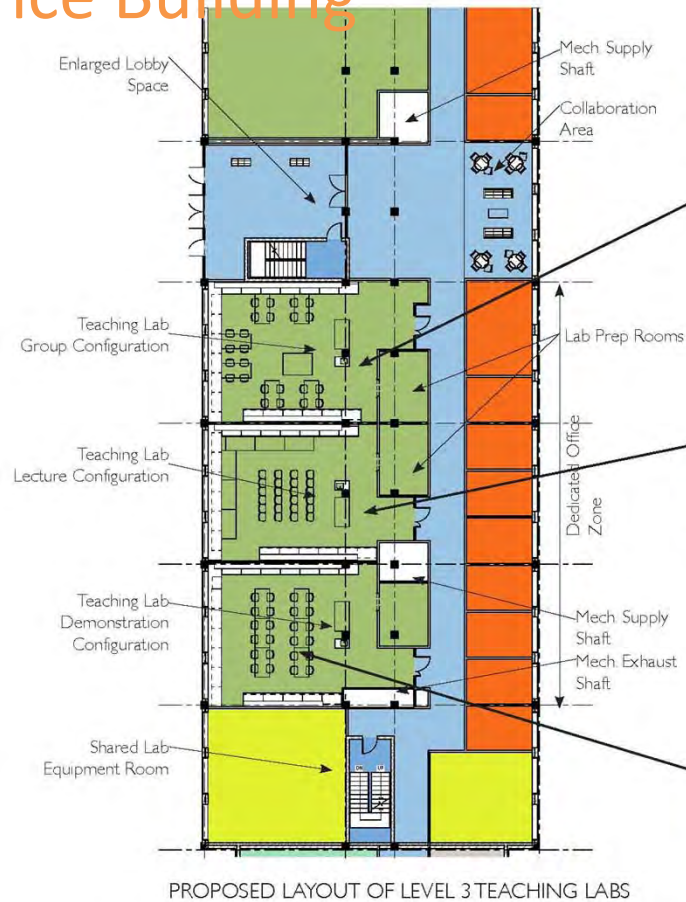 ice Building
Enlarged Lobby
Space
Mech. Supply
Shaft
Collaboration
Area
Teaching Lab
Group Configuration
Lab Prep Rooms
Teaching Lab
Lecture Configuration
Dedicated Office
Zone
Teaching Lab
Demonstration
Configuration
Mech. Supply
Shaft
Mech. Exhaust
Shaft
Shared Lab
Equipment Room
DN UP
PROPOSED LAYOUT OF LEVEL 3 TEACHING LABS